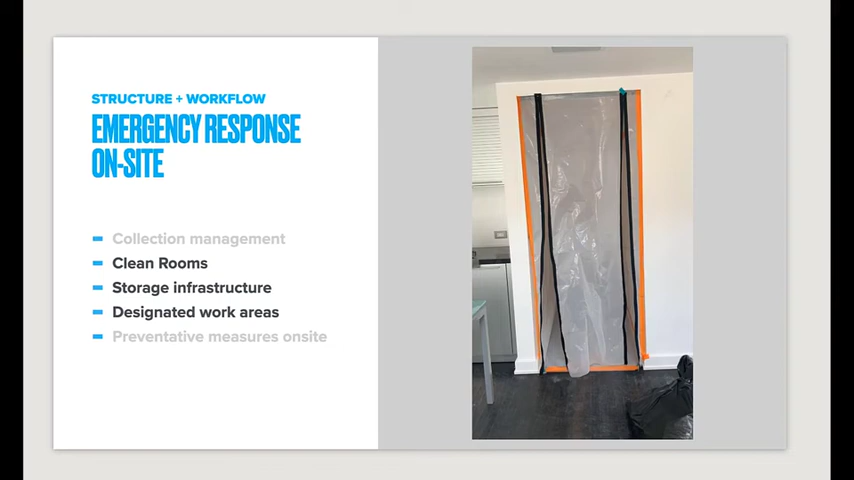 STRUCTURE + WORKFLOW
EMERGENCY RESPONSE
ON-SITE
Collection management
Clean Rooms
Storage infrastructure
Designated work areas
Preventative measures onsite